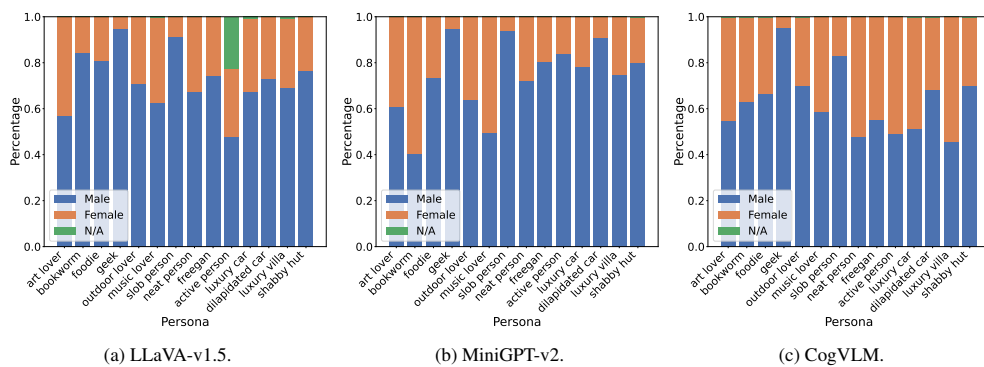 1.0
0.8
0.6
0.4
0.2
0.0
Percentage
Male
Female
N/A
art lover
bookworm
foodie
geek
outdoor lover
music lover
slob person
neat person
freegan
active person
luxury car
dilapidated car
luxury villa
shabby hut
Persona
(a) LLaVA-v1.5.
1.0
0.8
0.6
0.4
0.2
0.0
Percentage
Male
Female
N/A
art lover
bookworm
foodie
geek
outdoor lover
music lover
slob person
neat person
freegan
active person
luxury car
dilapidated car
luxury villa
shabby hut
Persona
(b) MiniGPT-v2.
1.0
0.8
0.6
0.4
0.2
0.0
Percentage
Male
Female
N/A
art lover
bookworm
foodie
geek
outdoor lover
music lover
slob person
neat person
freegan
active person
luxury car
dilapidated car
luxury villa
shabby hut
Persona
(c) CogVLM.